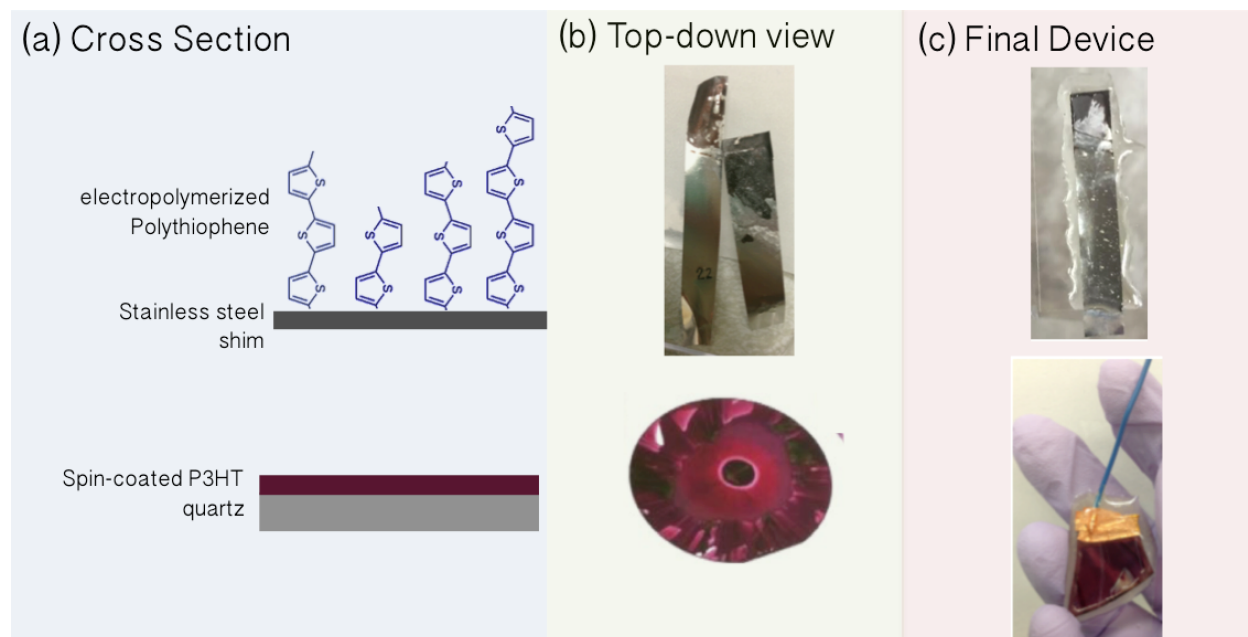 (a) Cross Section
electropolymerized
Polythiophene
S
S
S
S
S
S
S
S
S
S
S
S
Stainless steel
shim
Spin-coated P3HT
quartz
(b) Top-down view
22
(c) Final Device